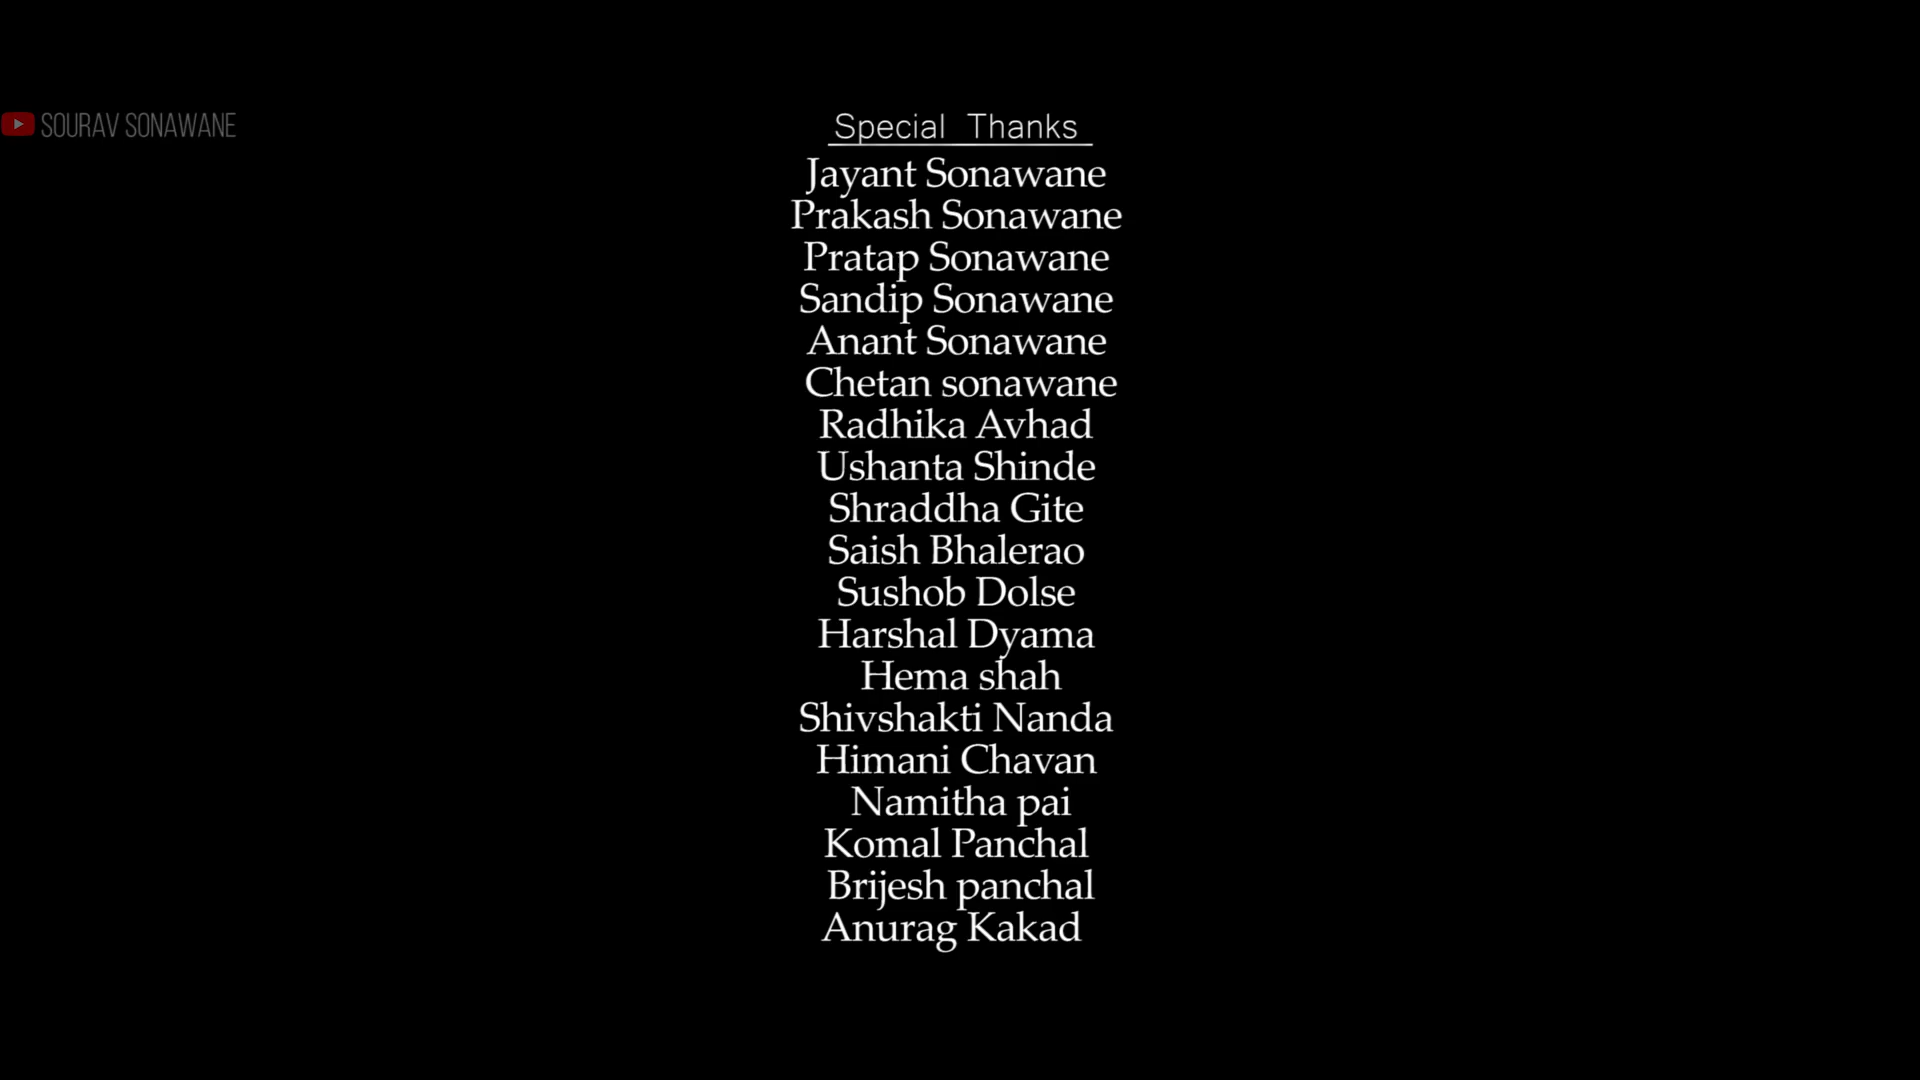 SOURAV SONAWANE
Special Thanks
Jayant Sonawane
Prakash Sonawane
Pratap Sonawane
Sandip Sonawane
Anant Sonawane
Chetan sonawane
Radhika Avhad
Ushanta Shinde
Shraddha Gite
Saish Bhalerao
Sushob Dolse
Harshal Dyama
Hema shah
Shivshakti Nanda
Himani Chavan
Namitha pai
Komal Panchal
Brijesh panchal
Anurag Kakad